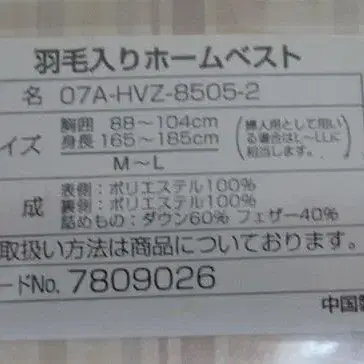 羽毛入りホームベスト
名 07A-HVZ-8505-2
イズ 胸囲 88〜104cm
身長 165〜185cm
M〜L
(婦人用として用いる場合はL〜LLに相当します。)
成 表側:ポリエステル100%
裏側:ポリエステル100%
詰めもの:ダウン60% フェザー40%
取扱い方法は商品についております。
ードNo. 7809026
中国製